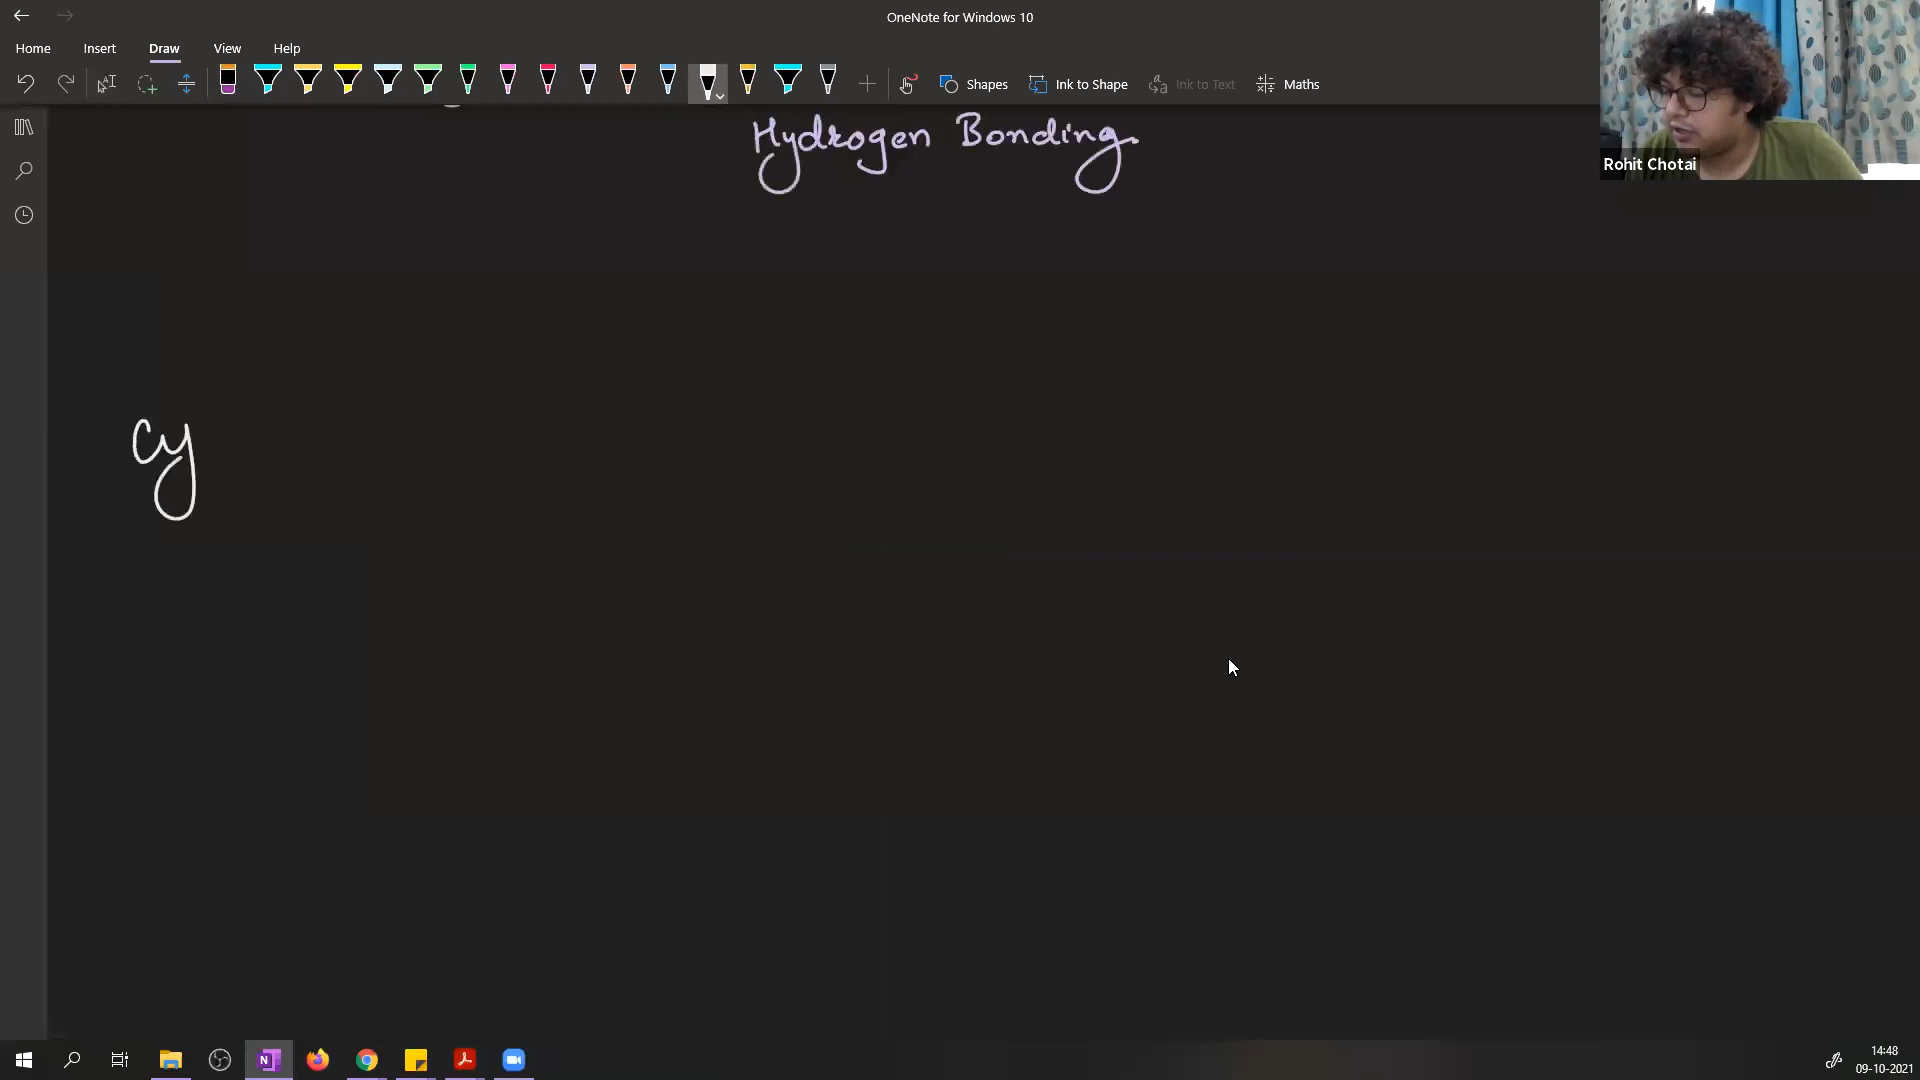 OneNote for Windows 10
Home Insert Draw View Help
Shapes Ink to Shape Ink to Text Maths
Rohit Chotai
Hydrogen Bonding
Cy
14:48
09-10-2021